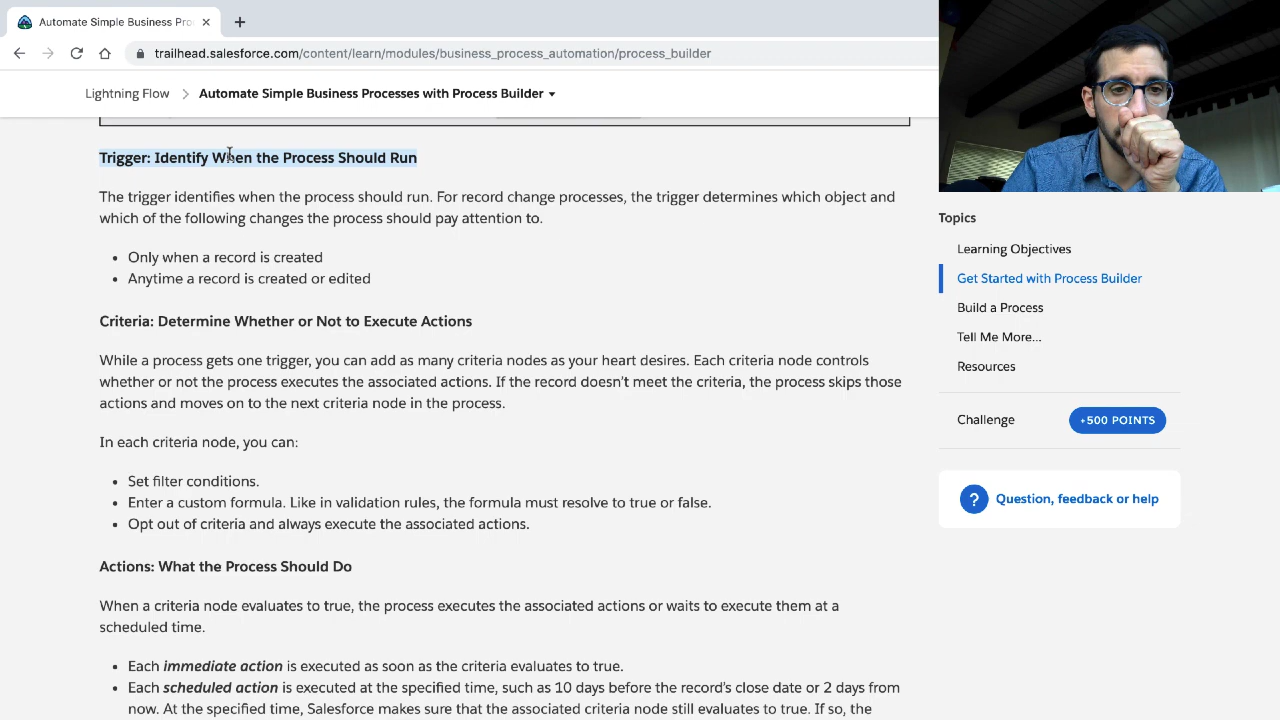 Automate Simple Business Pro
trailhead.salesforce.com/content/learn/modules/business_process_automation/process_builder
Lightning Flow > Automate Simple Business Processes with Process Builder
Trigger: Identify When the Process Should Run
The trigger identifies when the process should run. For record change processes, the trigger determines which object and
which of the following changes the process should pay attention to.
• Only when a record is created
• Anytime a record is created or edited
Criteria: Determine Whether or Not to Execute Actions
While a process gets one trigger, you can add as many criteria nodes as your heart desires. Each criteria node controls
whether or not the process executes the associated actions. If the record doesn't meet the criteria, the process skips those
actions and moves on to the next criteria node in the process.
In each criteria node, you can:
• Set filter conditions.
• Enter a custom formula. Like in validation rules, the formula must resolve to true or false.
• Opt out of criteria and always execute the associated actions.
Actions: What the Process Should Do
When a criteria node evaluates to true, the process executes the associated actions or waits to execute them at a
scheduled time.
• Each immediate action is executed as soon as the criteria evaluates to true.
• Each scheduled action is executed at the specified time, such as 10 days before the record's close date or 2 days from
now. At the specified time, Salesforce makes sure that the associated criteria node still evaluates to true. If so, the
Topics
Learning Objectives
Get Started with Process Builder
Build a Process
Tell Me More...
Resources
Challenge
+500 POINTS
? Question, feedback or help